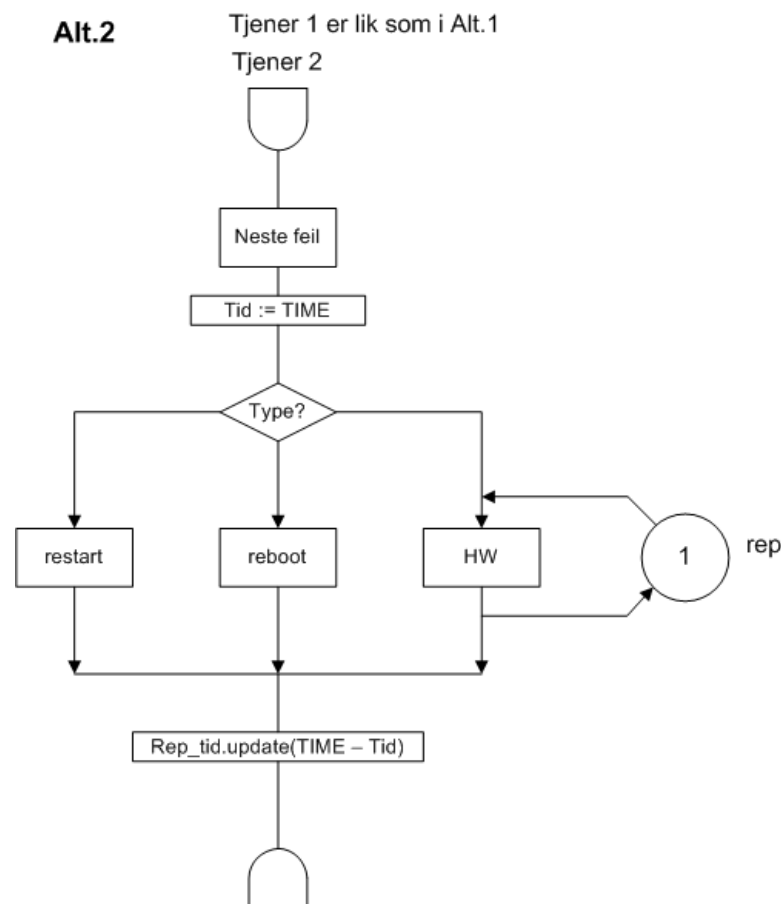 Alt.2
Tjener 1 er lik som i Alt.1
Tjener 2
Neste feil
Tid := TIME
Type?
restart
reboot
HW
1
rep
Rep_tid.update(TIME – Tid)